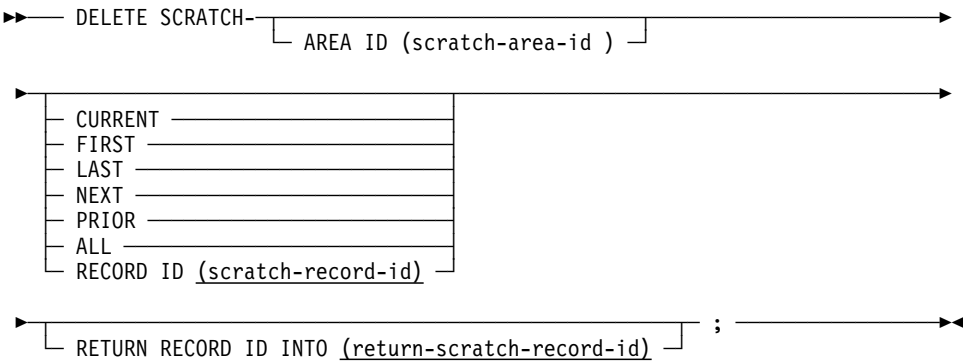 DELETE SCRATCH-
AREA ID (scratch-area-id )
CURRENT
FIRST
LAST
NEXT
PRIOR
ALL
RECORD ID (scratch-record-id)
;
RETURN RECORD ID INTO (return-scratch-record-id)